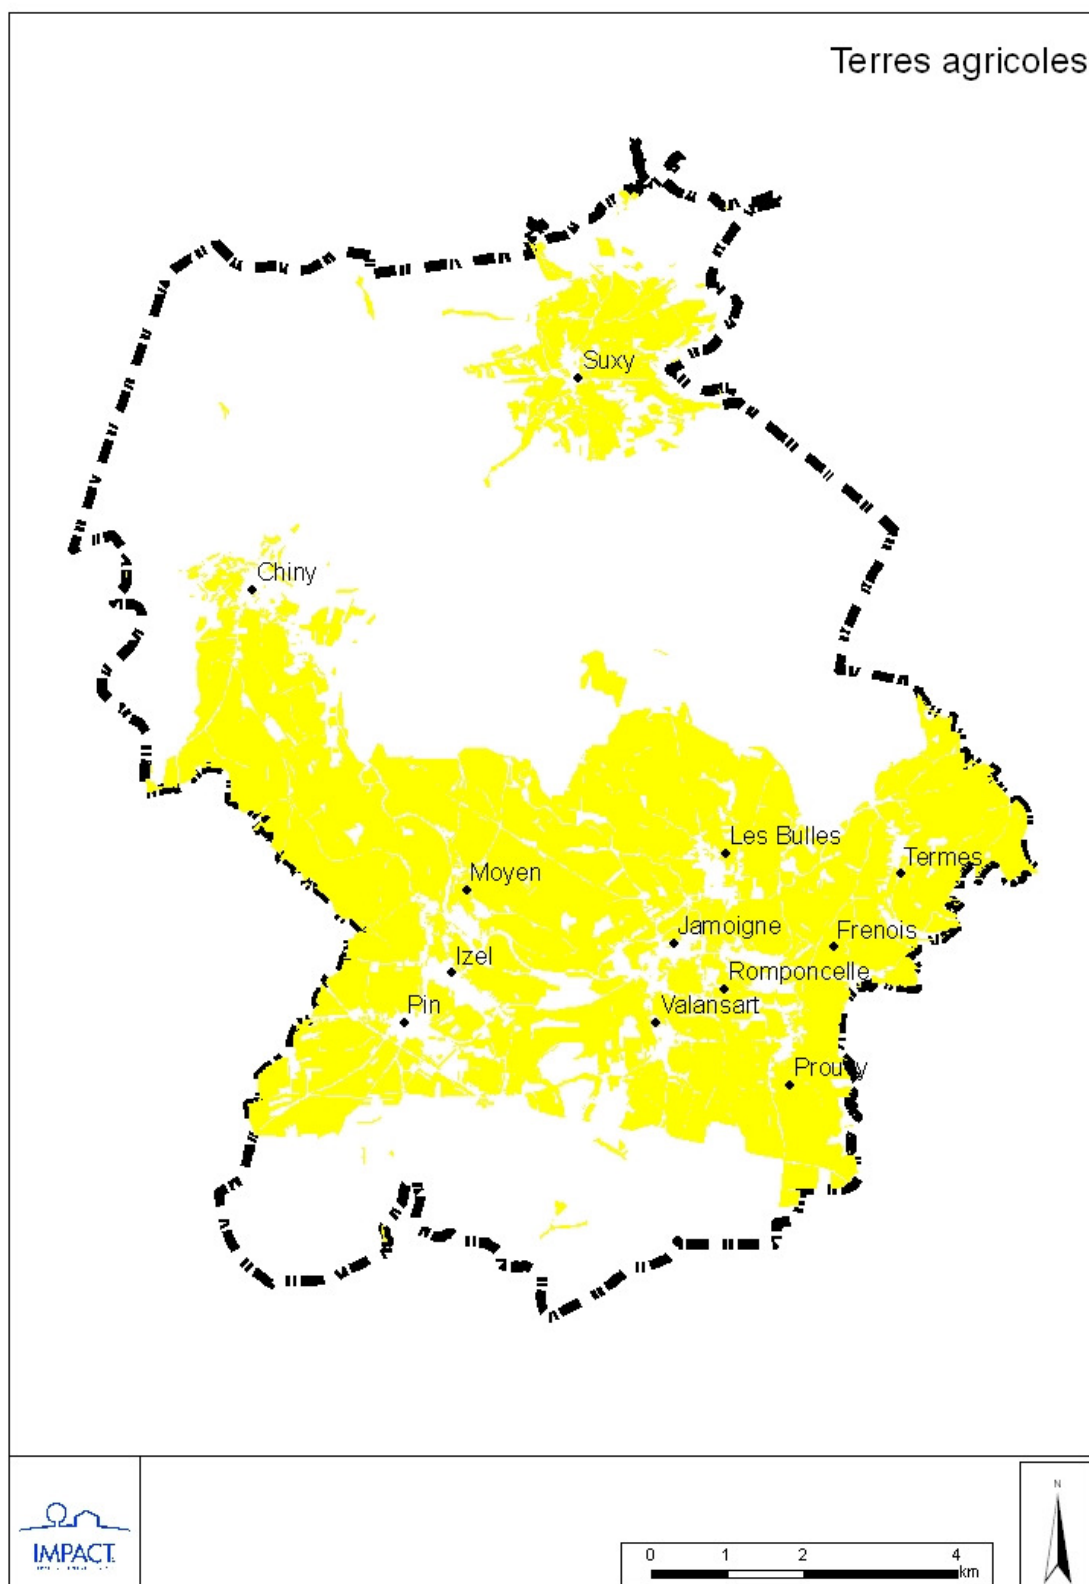 Terres agricoles
Suxy
Chiny
Les Bulles
Termes
Moyen
Jamoigne
Frenois
Izel
Romponcelle
Pin
Valansart
Prouvy
N
IMPACT
0 1 2 4
km